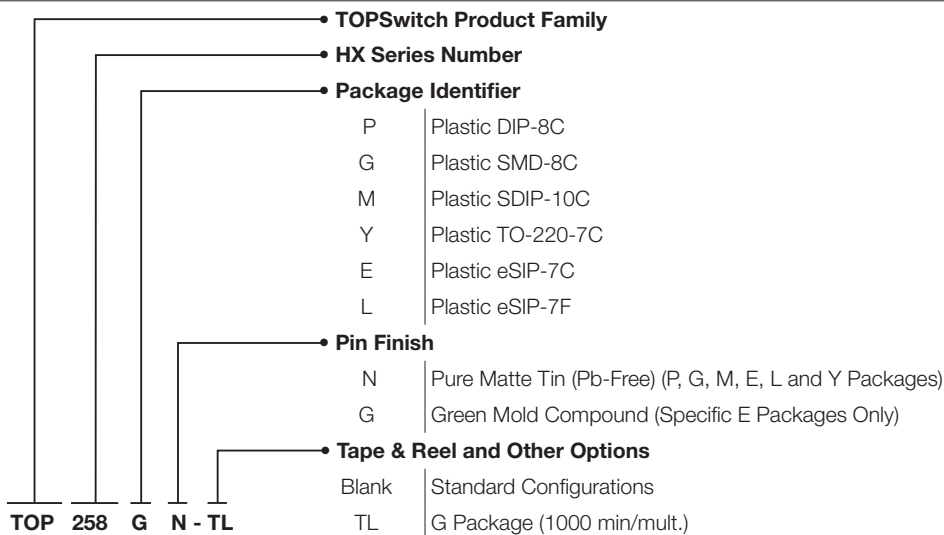 TOPSwitch Product Family
HX Series Number
Package Identifier
P Plastic DIP-8C
G Plastic SMD-8C
M Plastic SDIP-10C
Y Plastic TO-220-7C
E Plastic eSIP-7C
L Plastic eSIP-7F
Pin Finish
N Pure Matte Tin (Pb-Free) (P, G, M, E, L and Y Packages)
G Green Mold Compound (Specific E Packages Only)
Tape & Reel and Other Options
Blank Standard Configurations
TOP 258 G N - TL TL G Package (1000 min/mult.)